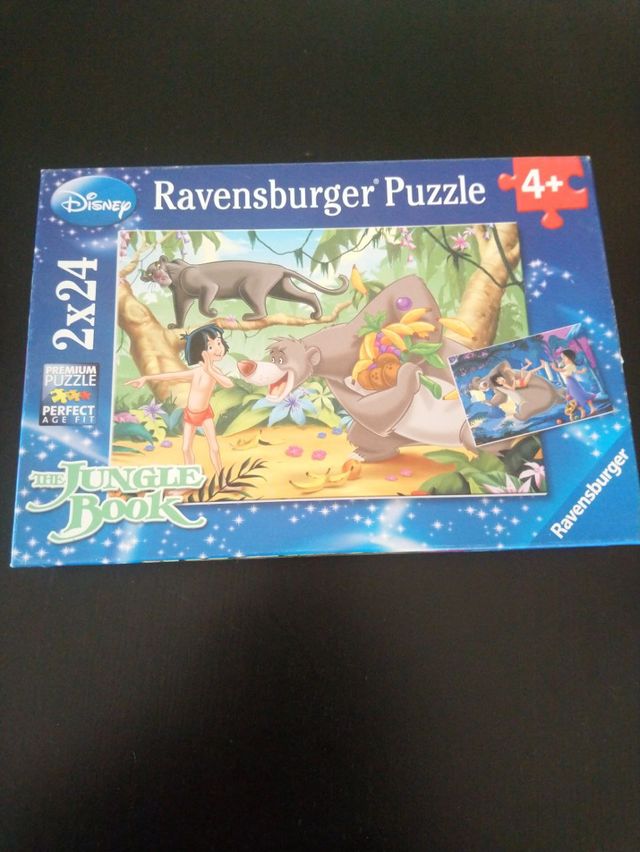 Disney
Ravensburger® Puzzle
4+
2x24
PREMIUM
PUZZLE
PERFECT
AGE FIT
THE JUNGLE
BOOK
Ravensburger